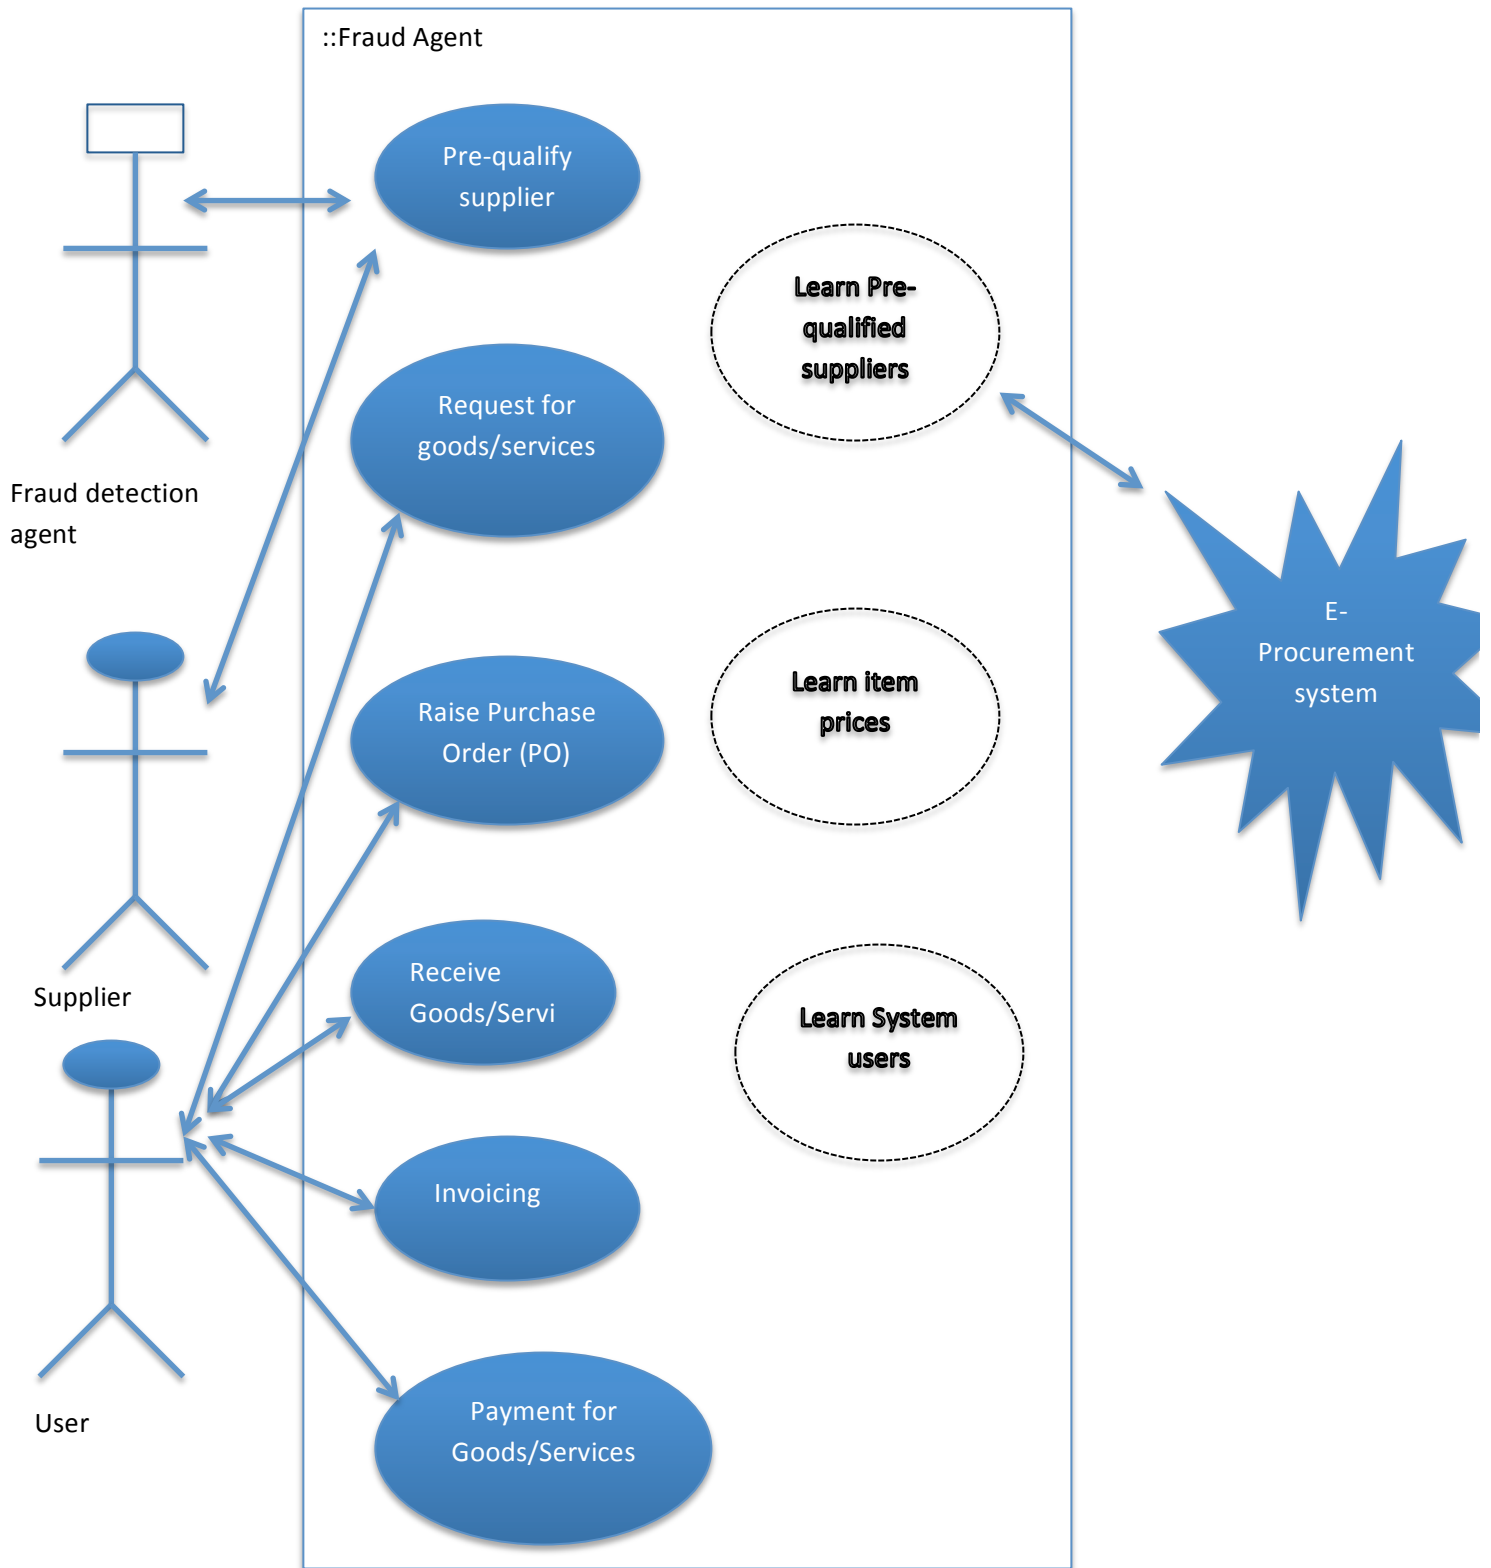 ::Fraud Agent
Pre-qualify
supplier
Learn Pre-
qualified
suppliers
Request for
goods/services
Fraud detection
agent
E-
Procurement
system
Learn item
prices
Raise Purchase
Order (PO)
Receive
Goods/Servi
Supplier
Learn System
users
Invoicing
User
Payment for
Goods/Services